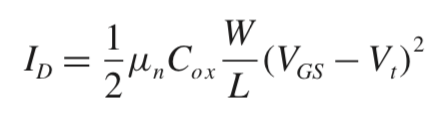 I_D = \frac{1}{2} \mu_n C_{ox} \frac{W}{L} (V_{GS} - V_t)^2